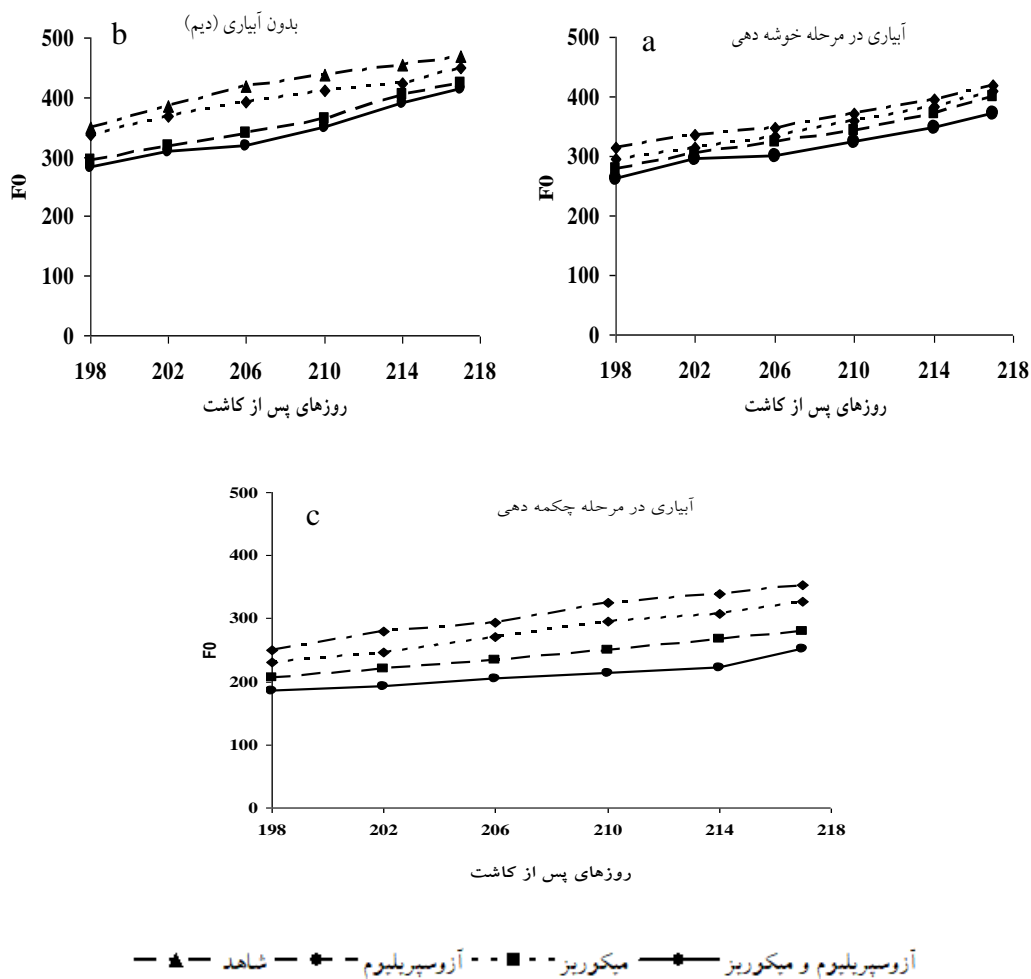 b
بدون آبیاری (دیم)
500
400
300
200
100
0
F0
198 202 206 210 214 218
روزهای پس از کاشت
a
آبیاری در مرحله خوشه دهی
500
400
300
200
100
0
F0
198 202 206 210 214 218
روزهای پس از کاشت
c
آبیاری در مرحله چکمه دهی
500
400
300
200
100
0
F0
198 202 206 210 214 218
روزهای پس از کاشت
شاهد آزوسپریلیوم میکوریز آزوسپریلیوم و میکوریز